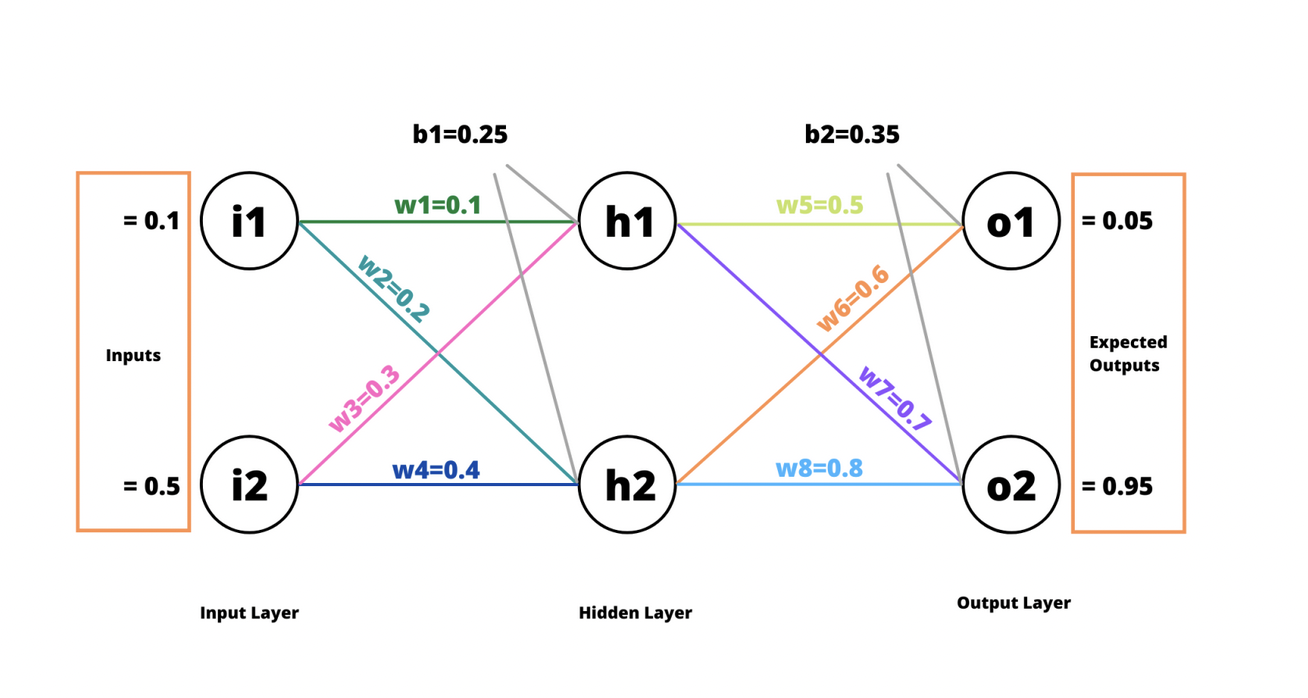 b1=0.25
b2=0.35
= 0.1
i1
w1=0.1
h1
w5=0.5
o1
= 0.05
w2=0.2
w6=0.6
Inputs
Expected
Outputs
w3=0.3
w7=0.7
= 0.5
i2
w4=0.4
h2
w8=0.8
o2
= 0.95
Input Layer
Hidden Layer
Output Layer